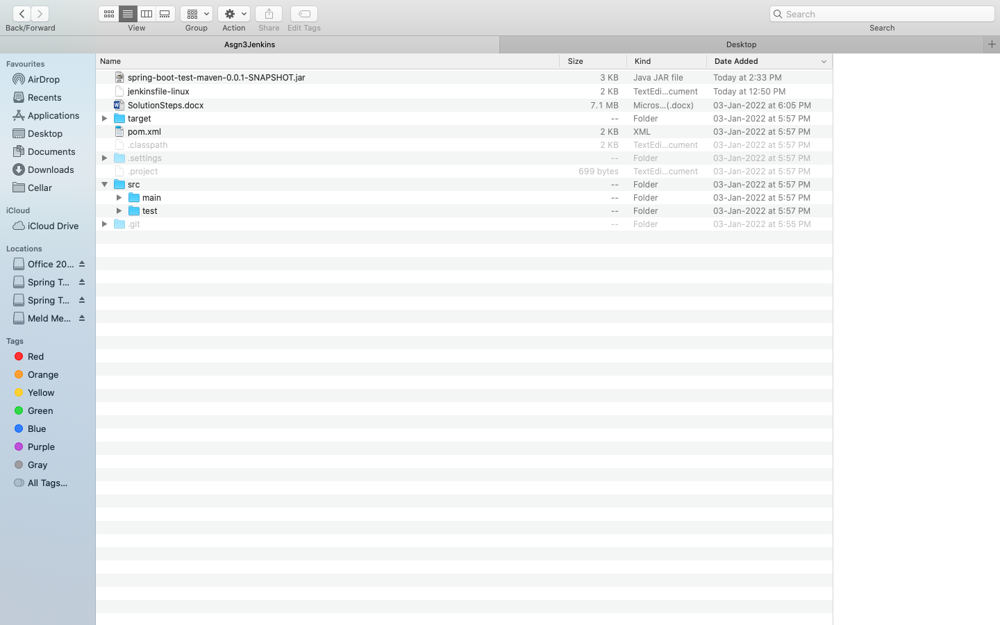 Back/Forward
View
Group
Action
Share
Edit Tags
Search
Search
Asgn3Jenkins
Desktop
Favourites
AirDrop
Recents
Applications
Desktop
Documents
Downloads
Cellar
iCloud
iCloud Drive
Locations
Office 20...
Spring T...
Spring T...
Meld Me...
Tags
Red
Orange
Yellow
Green
Blue
Purple
Gray
All Tags...
Name Size Kind Date Added
spring-boot-test-maven-0.0.1-SNAPSHOT.jar 3 KB Java JAR file Today at 2:33 PM
jenkinsfile-linux 2 KB TextEdi...cument Today at 12:50 PM
SolutionSteps.docx 7.1 MB Micros...(.docx) 03-Jan-2022 at 6:05 PM
target -- Folder 03-Jan-2022 at 5:57 PM
pom.xml 2 KB XML 03-Jan-2022 at 5:57 PM
.classpath 2 KB TextEdi...cument 03-Jan-2022 at 5:57 PM
.settings -- Folder 03-Jan-2022 at 5:57 PM
.project 699 bytes TextEdi...cument 03-Jan-2022 at 5:57 PM
src -- Folder 03-Jan-2022 at 5:57 PM
main -- Folder 03-Jan-2022 at 5:57 PM
test -- Folder 03-Jan-2022 at 5:57 PM
.git -- Folder 03-Jan-2022 at 5:55 PM